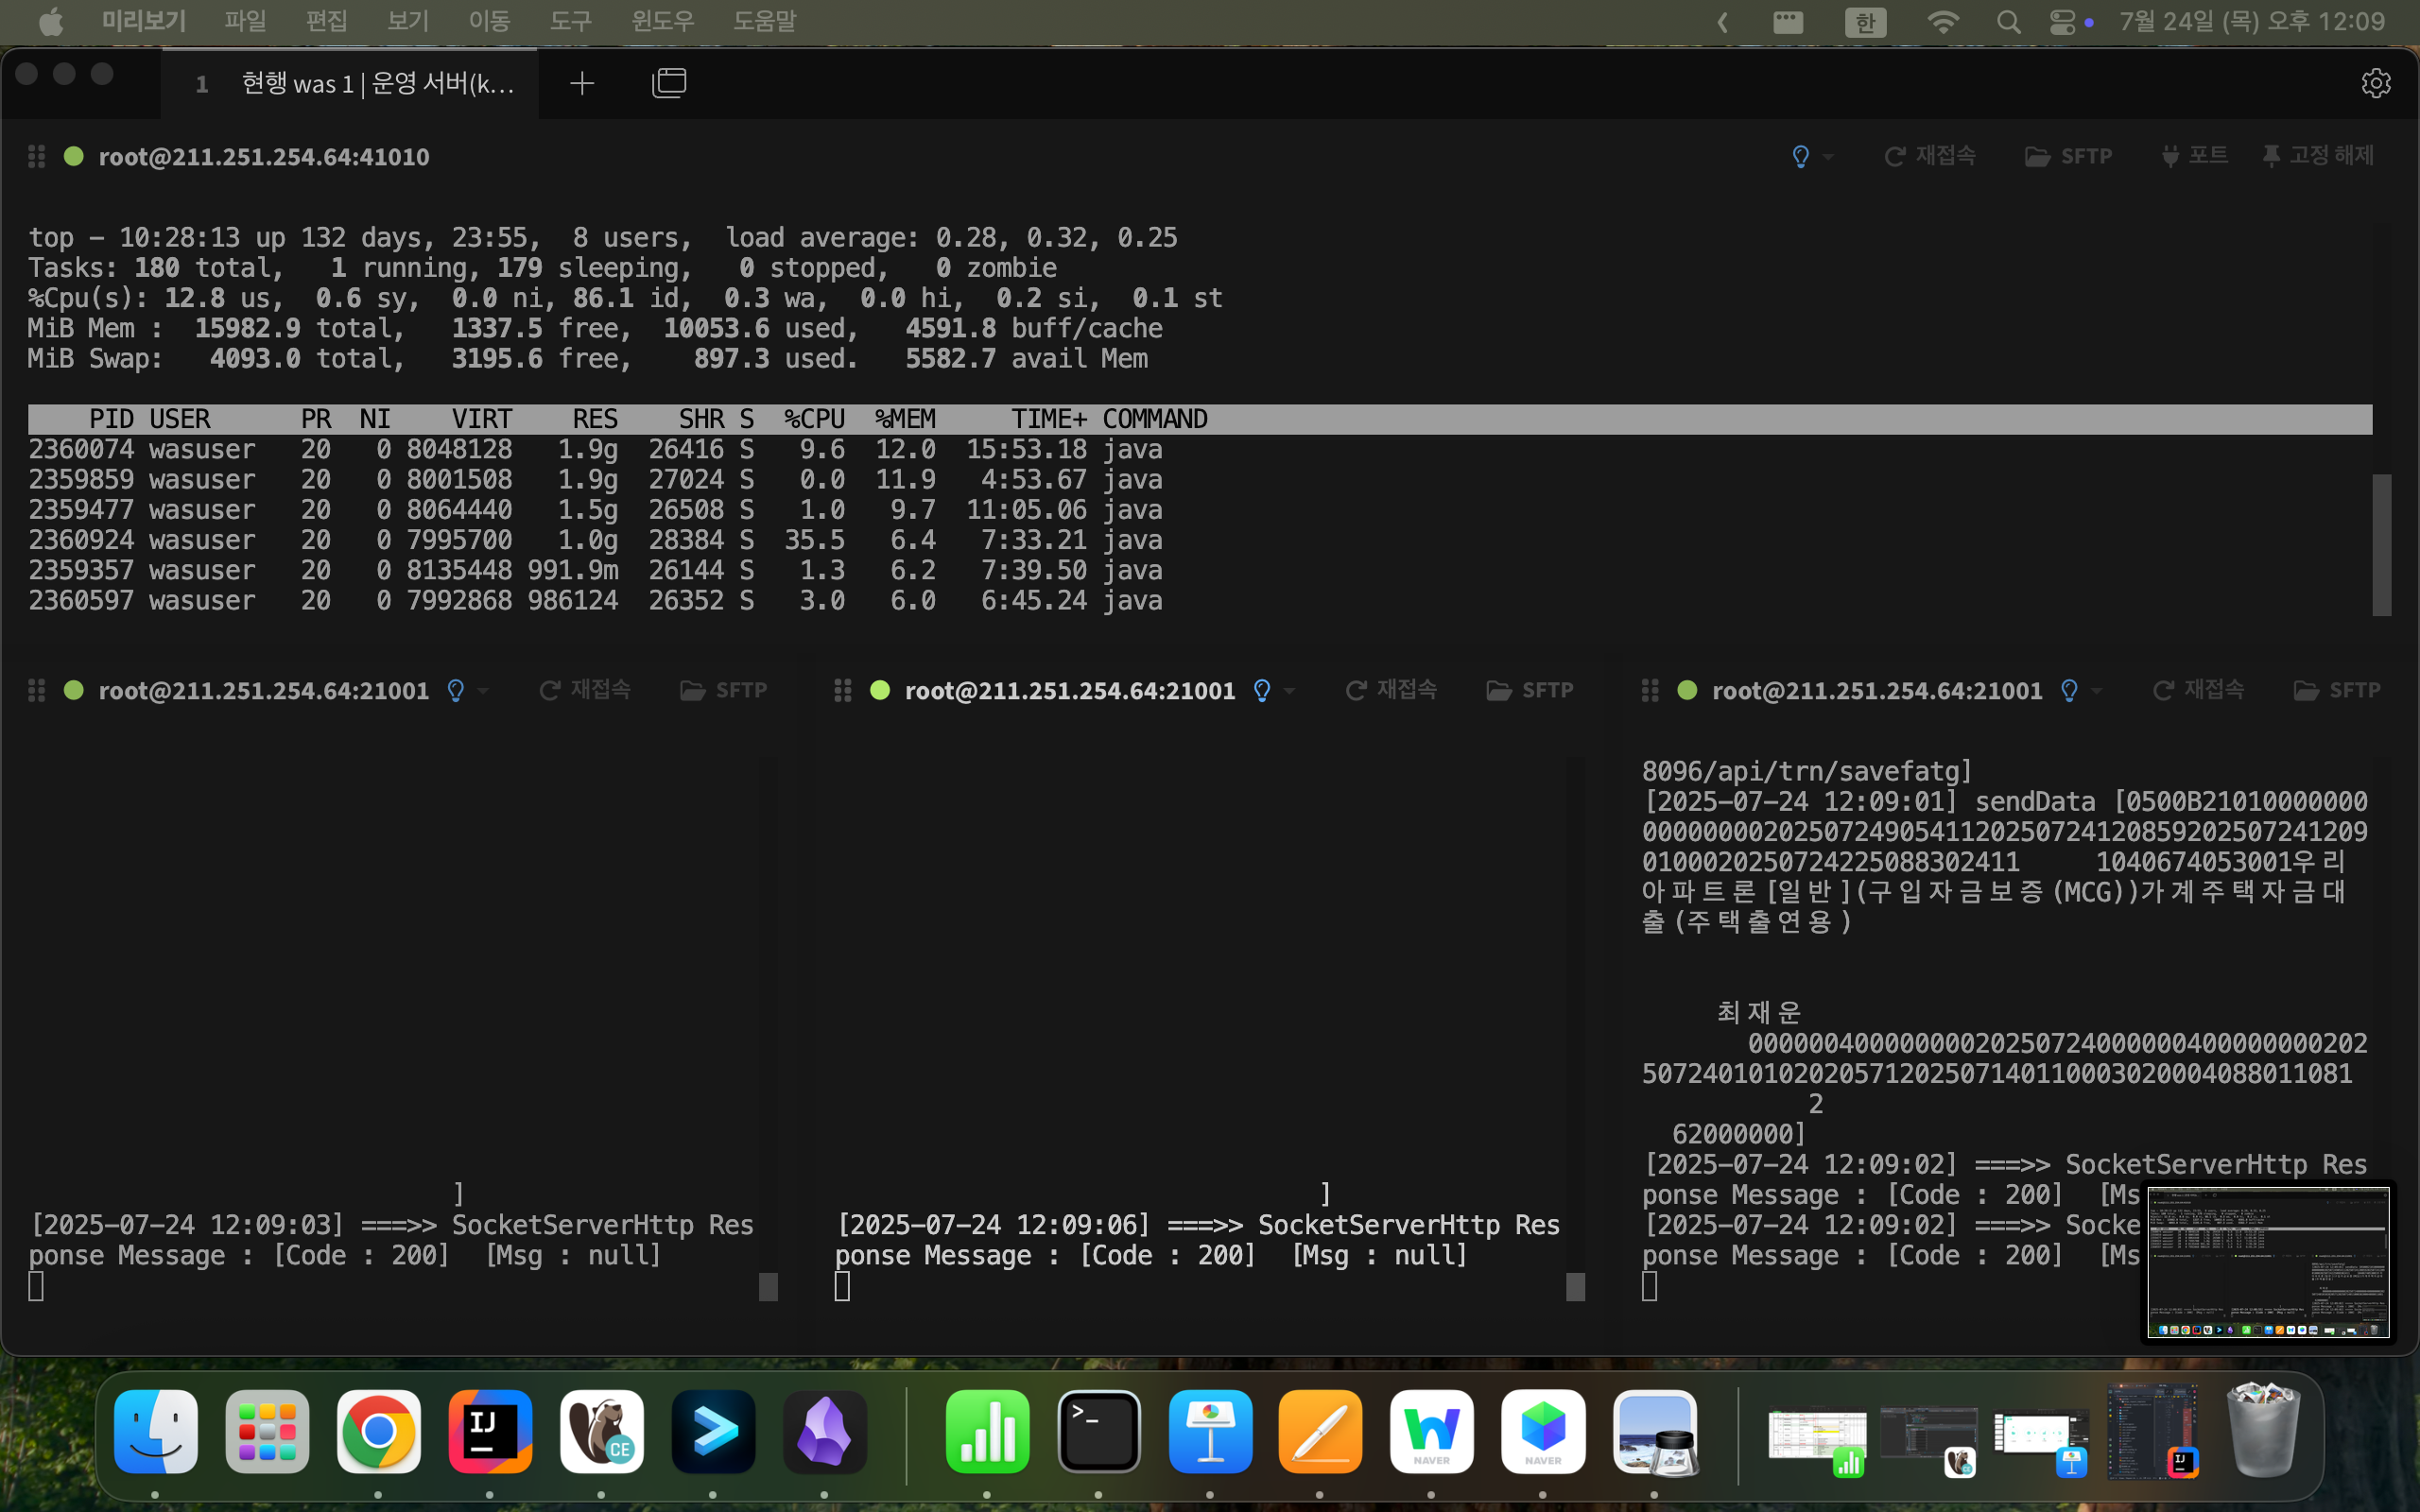 미리보기 파일 편집 보기 이동 도구 윈도우 도움말 한 7월 24일 (목) 오후 12:09
1 현행 was 1 | 운영 서버(k...
root@211.251.254.64:41010 재접속 SFTP 포트 고정 해제
top - 10:28:13 up 132 days, 23:55,  8 users,  load average: 0.28, 0.32, 0.25
Tasks: 180 total,   1 running, 179 sleeping,   0 stopped,   0 zombie
%Cpu(s): 12.8 us,  0.6 sy,  0.0 ni, 86.1 id,  0.3 wa,  0.0 hi,  0.2 si,  0.1 st
MiB Mem :  15982.9 total,   1337.5 free,  10053.6 used,   4591.8 buff/cache
MiB Swap:   4093.0 total,   3195.6 free,    897.3 used.   5582.7 avail Mem
PID USER      PR  NI    VIRT    RES    SHR S  %CPU  %MEM     TIME+ COMMAND
2360074 wasuser   20   0 8048128   1.9g  26416 S   9.6  12.0  15:53.18 java
2359859 wasuser   20   0 8001508   1.9g  27024 S   0.0  11.9   4:53.67 java
2359477 wasuser   20   0 8064440   1.5g  26508 S   1.0   9.7  11:05.06 java
2360924 wasuser   20   0 7995700   1.0g  28384 S  35.5   6.4   7:33.21 java
2359357 wasuser   20   0 8135448 991.9m  26144 S   1.3   6.2   7:39.50 java
2360597 wasuser   20   0 7992868 986124  26352 S   3.0   6.0   6:45.24 java
root@211.251.254.64:21001 재접속 SFTP
]
[2025-07-24 12:09:03] ===>> SocketServerHttp Res
ponse Message : [Code : 200]  [Msg : null]
root@211.251.254.64:21001 재접속 SFTP
]
[2025-07-24 12:09:06] ===>> SocketServerHttp Res
ponse Message : [Code : 200]  [Msg : null]
root@211.251.254.64:21001 재접속 SFTP
8096/api/trn/savefatg]
[2025-07-24 12:09:01] sendData [0500B21010000000
000000002025072490541120250724120859202507241209
0100020250724225088302411     1040674053001우리
아파트론[일반](구입자금보증(MCG))가계주택자금대
출(주택출연용)
최재운
00000040000000020250724000000400000000202
50724010102020571202507140110003020004088011081
2
62000000]
[2025-07-24 12:09:02] ===>> SocketServerHttp Res
ponse Message : [Code : 200]  [Ms
[2025-07-24 12:09:02] ===>> Socke
ponse Message : [Code : 200]  [Ms
IJ
CE
>_
NAVER
NAVER